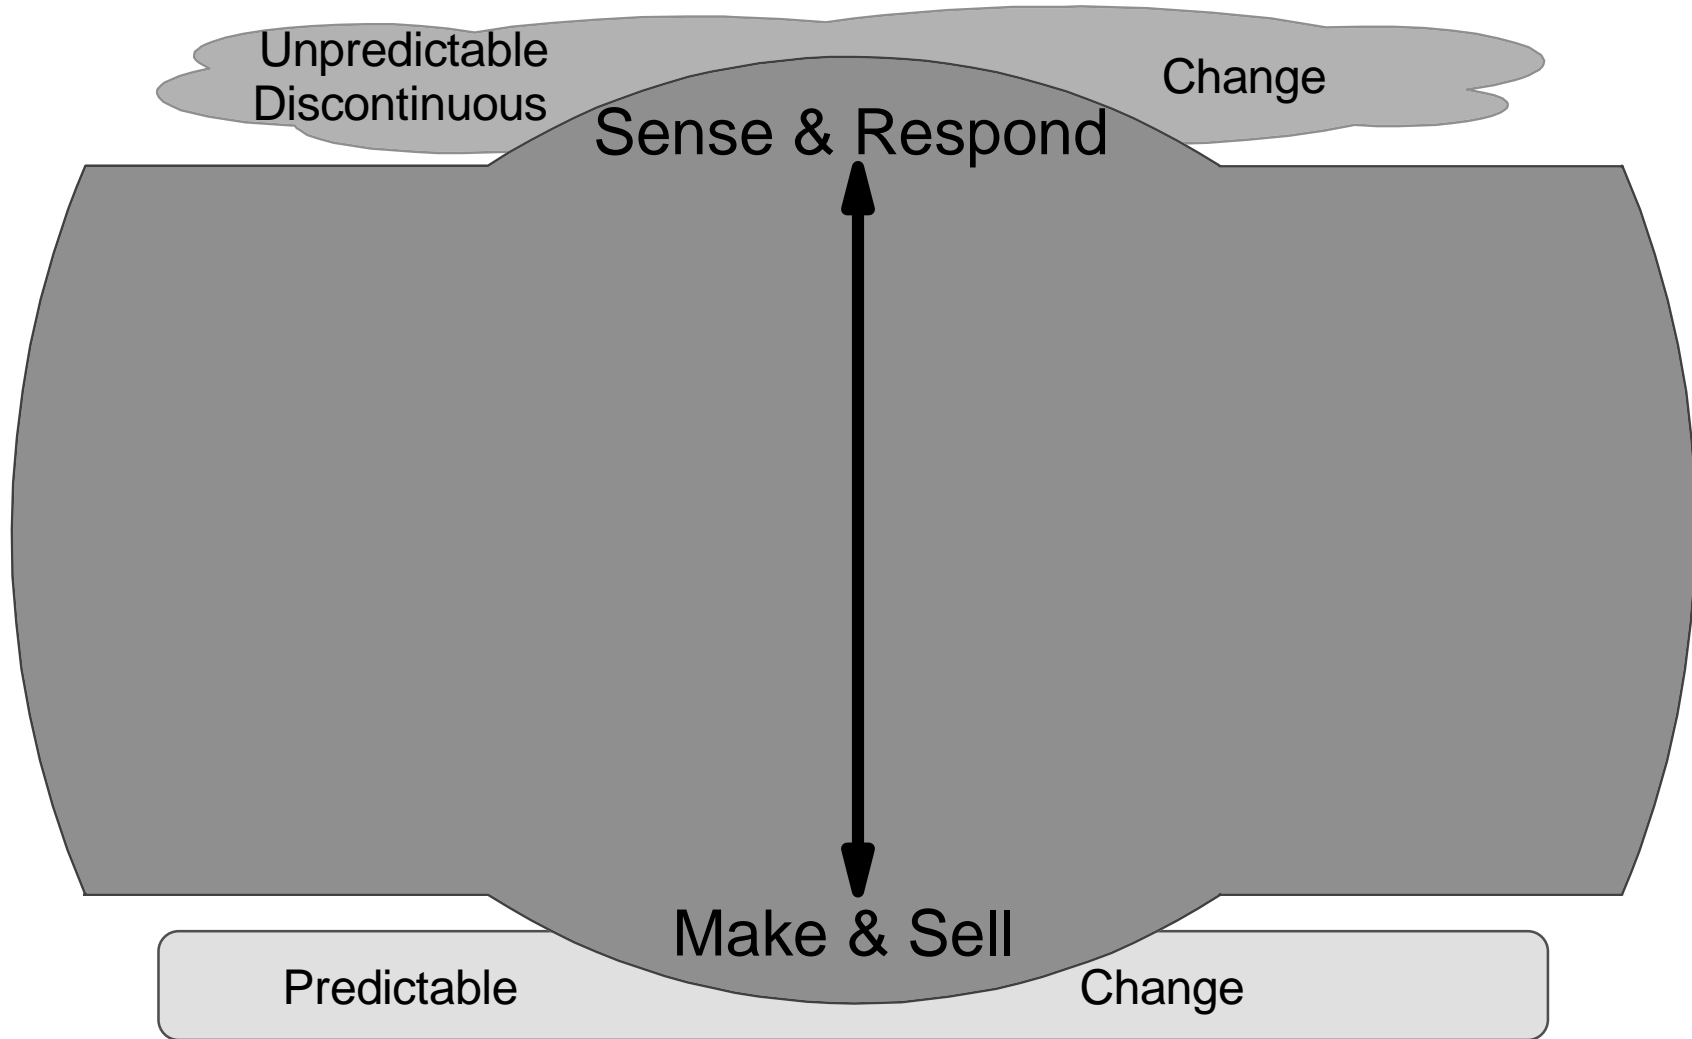 Unpredictable
Discontinuous
Change
Sense & Respond
Make & Sell
Predictable
Change